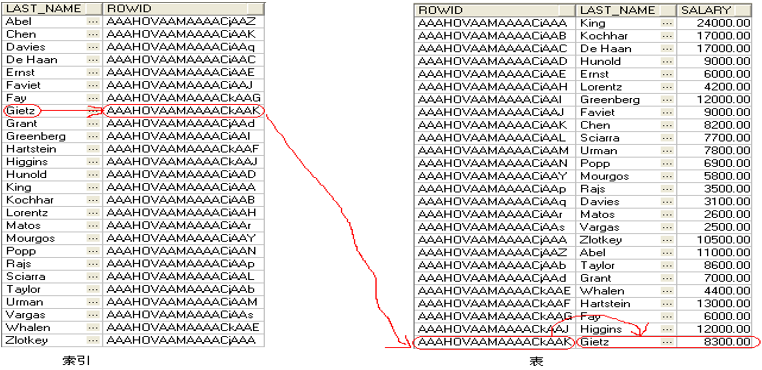 LAST_NAME ROWID
Abel ... AAAHOVAAMAAAACjAAZ
Chen ... AAAHOVAAMAAAACjAAK
Davies ... AAAHOVAAMAAAACjAAq
De Haan ... AAAHOVAAMAAAACjAAC
Ernst ... AAAHOVAAMAAAACjAAE
Faviet ... AAAHOVAAMAAAACjAAJ
Fay ... AAAHOVAAMAAAACkAAG
Gietz ... AAAHOVAAMAAAACkAAK
Grant ... AAAHOVAAMAAAACjAAd
Greenberg ... AAAHOVAAMAAAACjAAI
Hartstein ... AAAHOVAAMAAAACkAAF
Higgins ... AAAHOVAAMAAAACkAAJ
Hunold ... AAAHOVAAMAAAACjAAD
King ... AAAHOVAAMAAAACjAAA
Kochhar ... AAAHOVAAMAAAACjAAB
Lorentz ... AAAHOVAAMAAAACjAAH
Matos ... AAAHOVAAMAAAACjAAr
Mourgos ... AAAHOVAAMAAAACjAAY
Popp ... AAAHOVAAMAAAACjAAN
Rajs ... AAAHOVAAMAAAACjAAp
Sciarra ... AAAHOVAAMAAAACjAAL
Taylor ... AAAHOVAAMAAAACjAAb
Urman ... AAAHOVAAMAAAACjAAM
Vargas ... AAAHOVAAMAAAACjAAs
Whalen ... AAAHOVAAMAAAACkAAE
Zlotkey ... AAAHOVAAMAAAACjAAA
索引
ROWID LAST_NAME SALARY
AAAHOVAAMAAAACjAAA King ... 24000.00
AAAHOVAAMAAAACjAAB Kochhar ... 17000.00
AAAHOVAAMAAAACjAAC De Haan ... 17000.00
AAAHOVAAMAAAACjAAD Hunold ... 9000.00
AAAHOVAAMAAAACjAAE Ernst ... 6000.00
AAAHOVAAMAAAACjAAH Lorentz ... 4200.00
AAAHOVAAMAAAACjAAI Greenberg ... 12000.00
AAAHOVAAMAAAACjAAJ Faviet ... 9000.00
AAAHOVAAMAAAACjAAK Chen ... 8200.00
AAAHOVAAMAAAACjAAL Sciarra ... 7700.00
AAAHOVAAMAAAACjAAM Urman ... 7800.00
AAAHOVAAMAAAACjAAN Popp ... 6900.00
AAAHOVAAMAAAACjAAY Mourgos ... 5800.00
AAAHOVAAMAAAACjAAp Rajs ... 3500.00
AAAHOVAAMAAAACjAAq Davies ... 3100.00
AAAHOVAAMAAAACjAAr Matos ... 2600.00
AAAHOVAAMAAAACjAAs Vargas ... 2500.00
AAAHOVAAMAAAACjAAA Zlotkey ... 10500.00
AAAHOVAAMAAAACjAAZ Abel ... 11000.00
AAAHOVAAMAAAACjAAb Taylor ... 8600.00
AAAHOVAAMAAAACjAAd Grant ... 7000.00
AAAHOVAAMAAAACkAAE Whalen ... 4400.00
AAAHOVAAMAAAACkAAF Hartstein ... 13000.00
AAAHOVAAMAAAACkAAG Fay ... 6000.00
AAAHOVAAMAAAACkAAJ Higgins ... 12000.00
AAAHOVAAMAAAACkAAK Gietz ... 8300.00
表